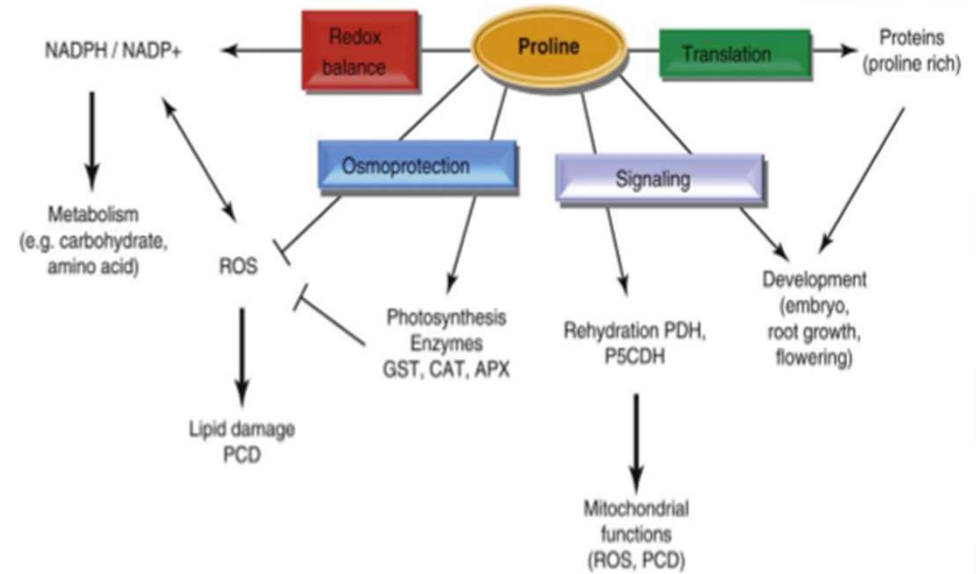 NADPH / NADP+
Redox
balance
Proline
Translation
Proteins
(proline rich)
Osmoprotection
Signaling
Metabolism
(e.g. carbohydrate,
amino acid)
ROS
Photosynthesis
Enzymes
GST, CAT, APX
Rehydration PDH,
P5CDH
Development
(embryo,
root growth,
flowering)
Lipid damage
PCD
Mitochondrial
functions
(ROS, PCD)